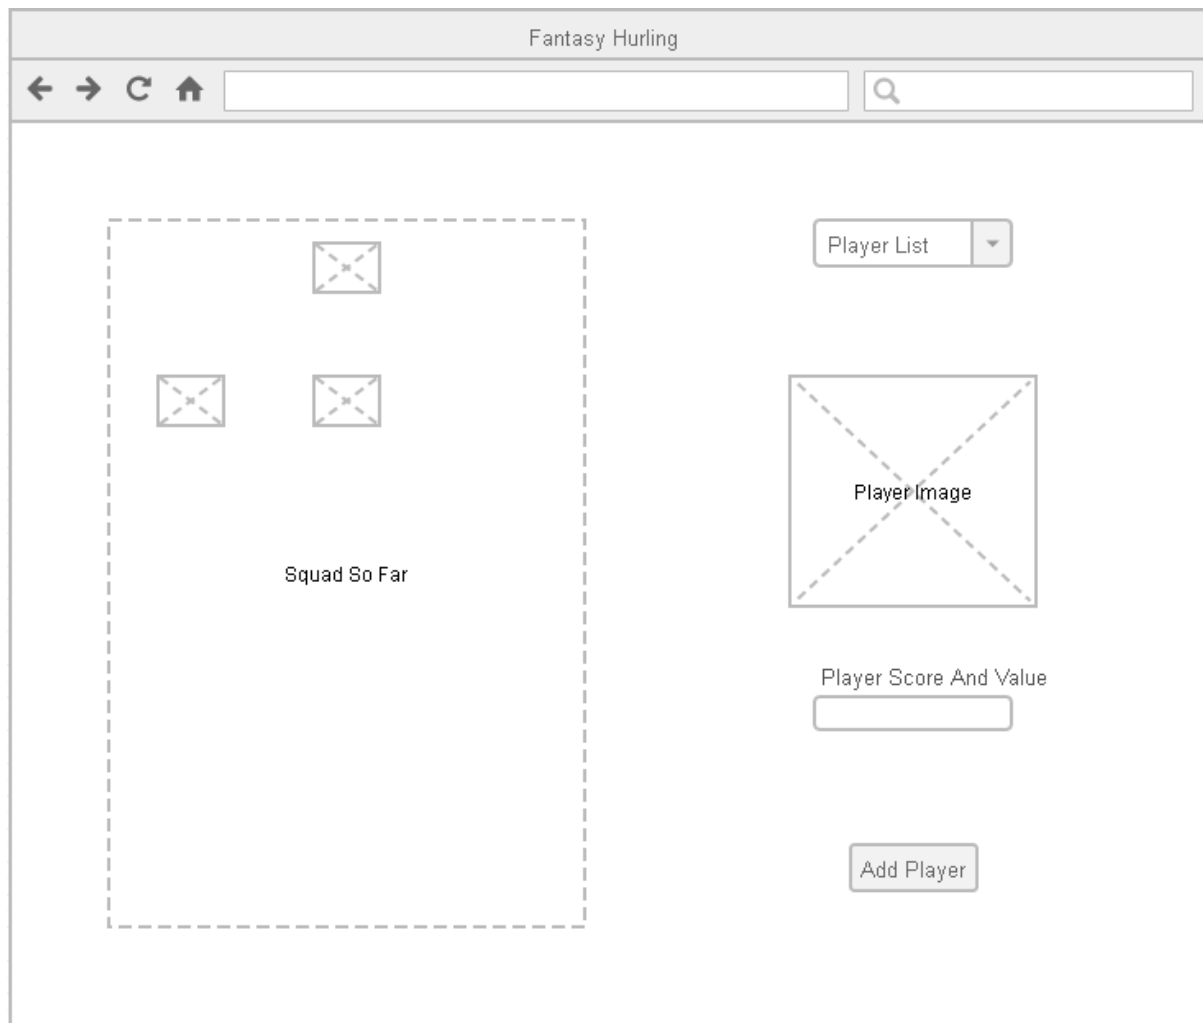 Fantasy Hurling
Player List
Player Image
Squad So Far
Player Score And Value
Add Player